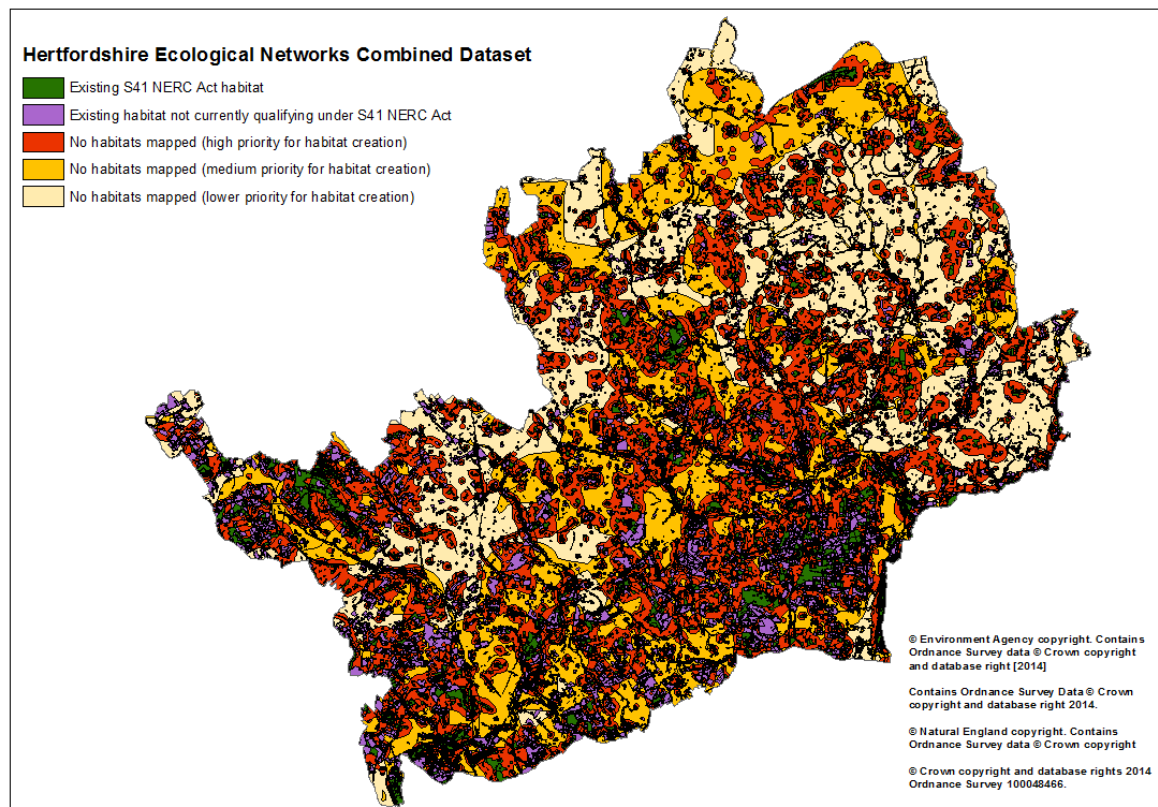 Hertfordshire Ecological Networks Combined Dataset
Existing S41 NERC Act habitat
Existing habitat not currently qualifying under S41 NERC Act
No habitats mapped (high priority for habitat creation)
No habitats mapped (medium priority for habitat creation)
No habitats mapped (lower priority for habitat creation)
© Environment Agency copyright. Contains
Ordnance Survey data © Crown copyright
and database right [2014]
Contains Ordnance Survey Data © Crown
copyright and database right 2014.
© Natural England copyright. Contains
Ordnance Survey data © Crown copyright
© Crown copyright and database rights 2014
Ordnance Survey 100048466.